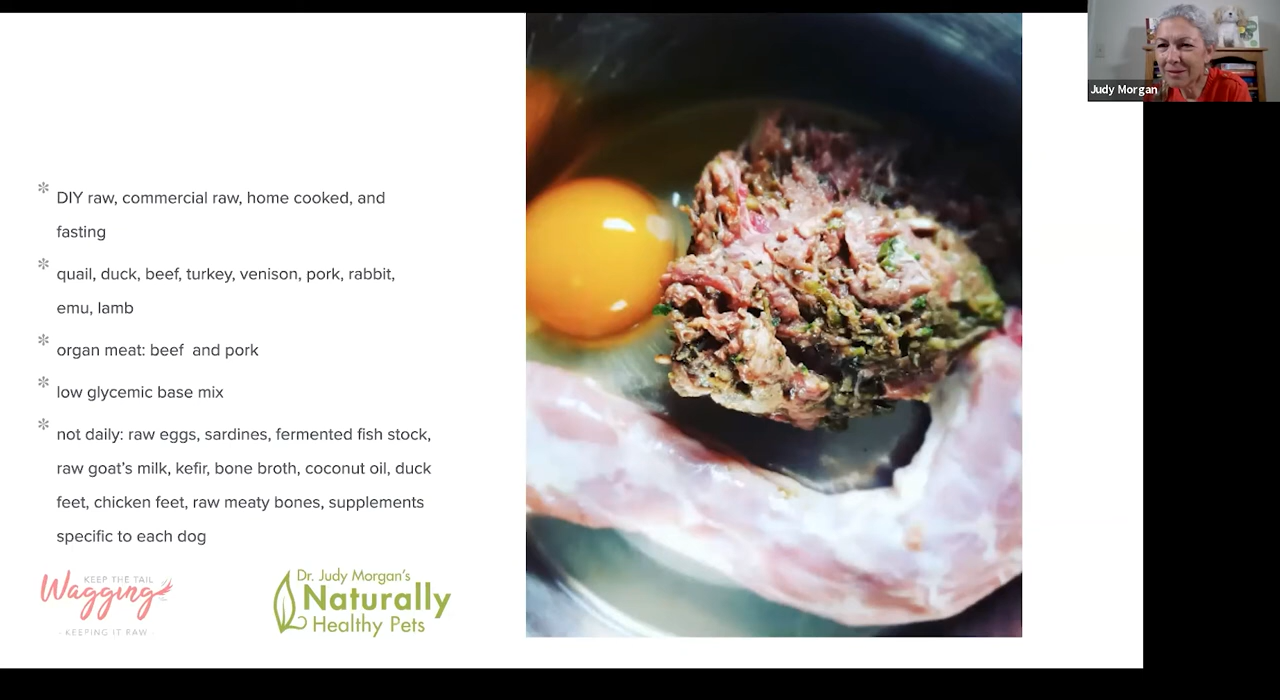 Judy Morgan
* DIY raw, commercial raw, home cooked, and
fasting
* quail, duck, beef, turkey, venison, pork, rabbit,
emu, lamb
* organ meat: beef  and pork
* low glycemic base mix
* not daily: raw eggs, sardines, fermented fish stock,
raw goat’s milk, kefir, bone broth, coconut oil, duck
feet, chicken feet, raw meaty bones, supplements
specific to each dog
KEEP THE TAIL
Wagging
- KEEPING IT RAW -
Dr. Judy Morgan's
Naturally
Healthy Pets